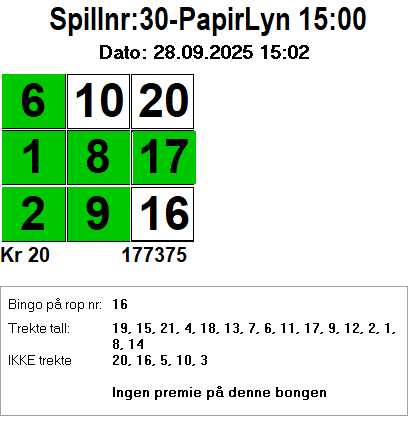 Spillnr:30-PapirLyn 15:00
Dato: 28.09.2025 15:02
6 10 20
1 8 17
2 9 16
Kr 20 177375
Bingo på rop nr: 16
Trekte tall: 19, 15, 21, 4, 18, 13, 7, 6, 11, 17, 9, 12, 2, 1,
8, 14
IKKE trekte 20, 16, 5, 10, 3
Ingen premie på denne bongen